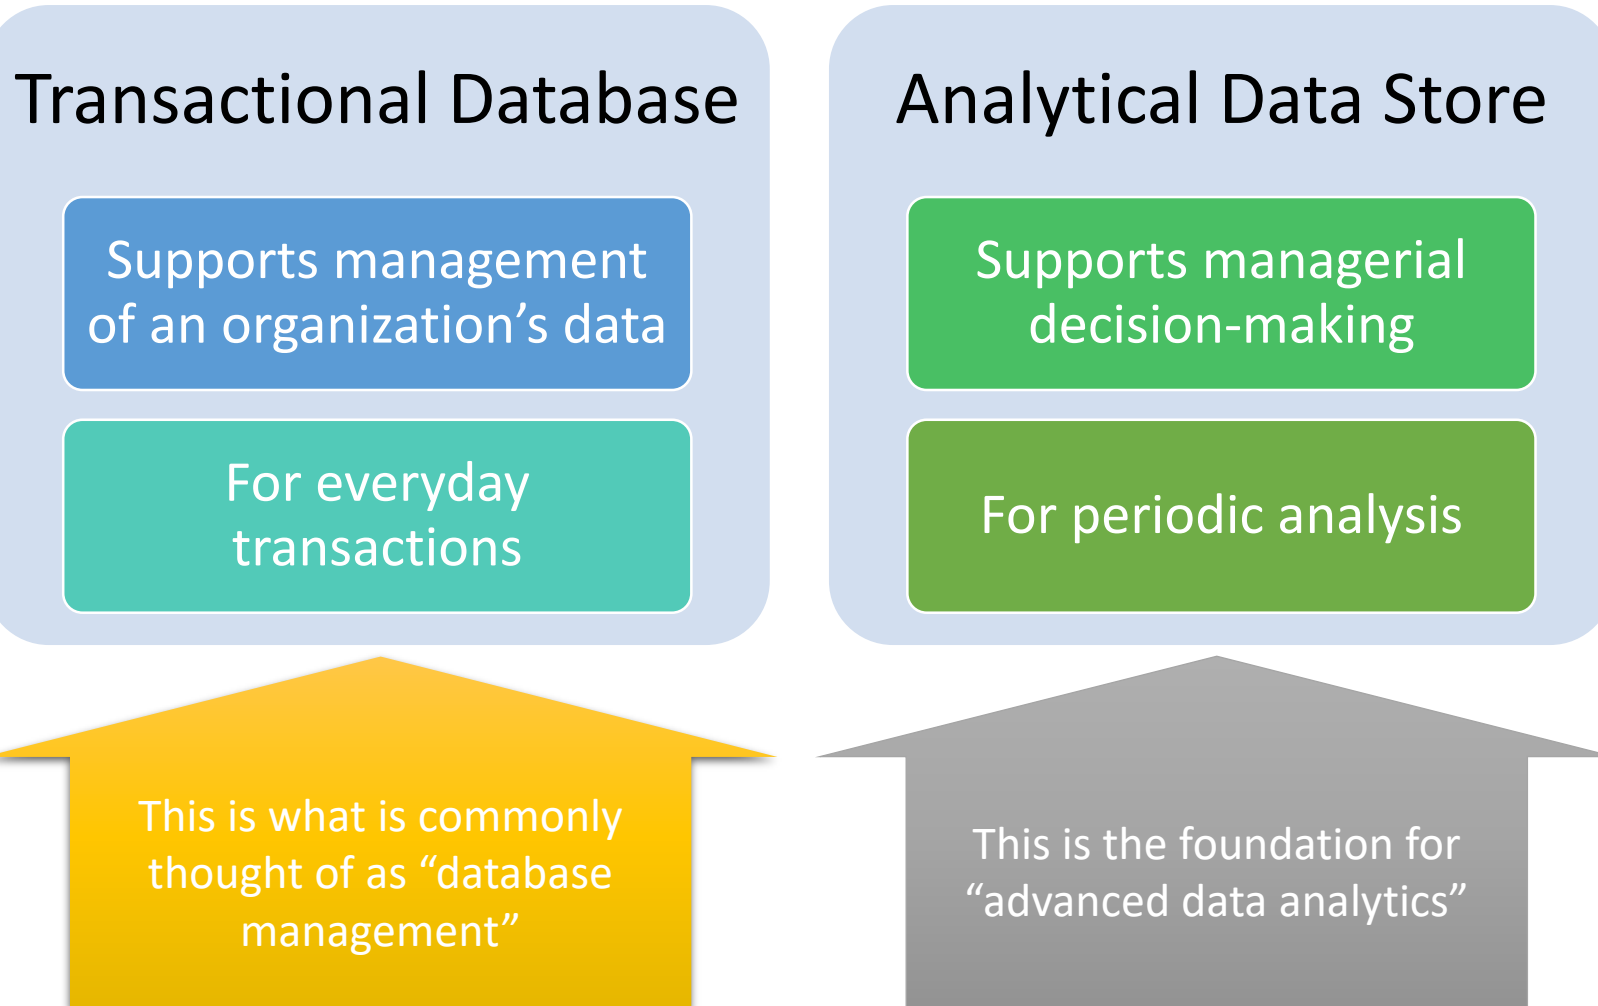 Transactional Database
Supports management
of an organization’s data
For everyday
transactions
This is what is commonly
thought of as “database
management”
Analytical Data Store
Supports managerial
decision-making
For periodic analysis
This is the foundation for
“advanced data analytics”